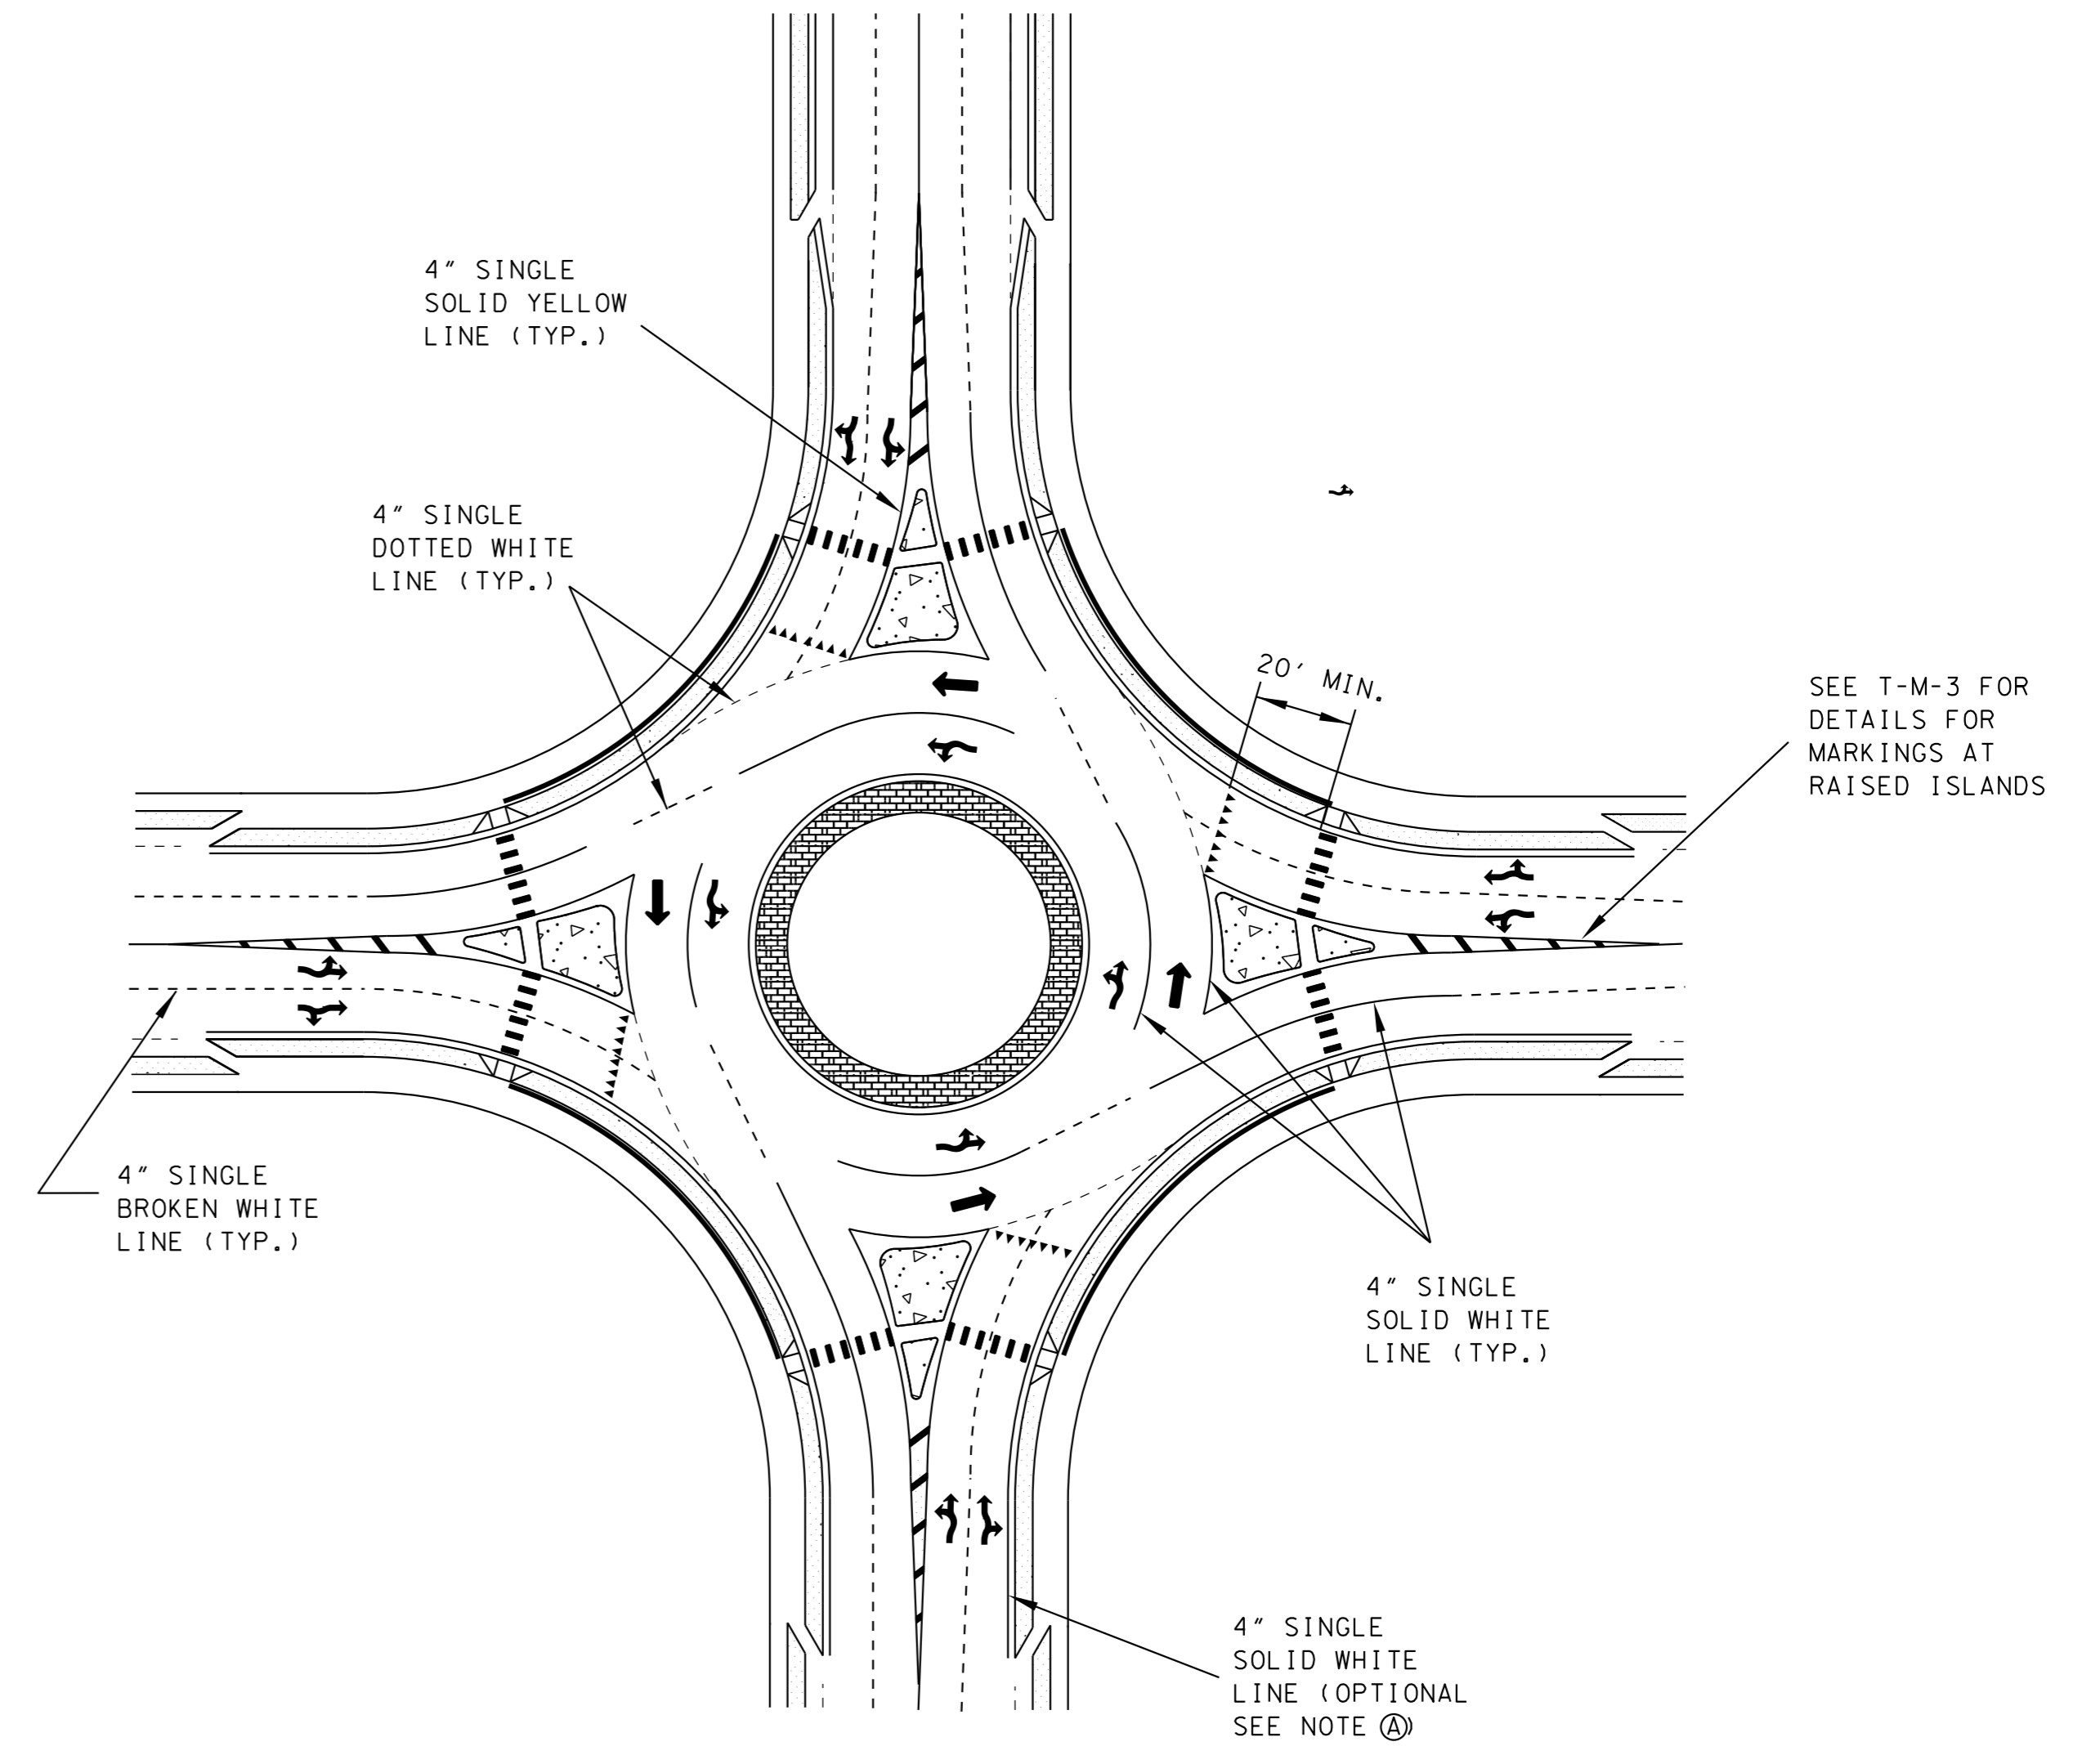 4" SINGLE
SOLID YELLOW
LINE (TYP.)
4" SINGLE
DOTTED WHITE
LINE (TYP.)
20' MIN.
SEE T-M-3 FOR
DETAILS FOR
MARKINGS AT
RAISED ISLANDS
4" SINGLE
BROKEN WHITE
LINE (TYP.)
4" SINGLE
SOLID WHITE
LINE (TYP.)
4" SINGLE
SOLID WHITE
LINE (OPTIONAL
SEE NOTE Ⓐ)